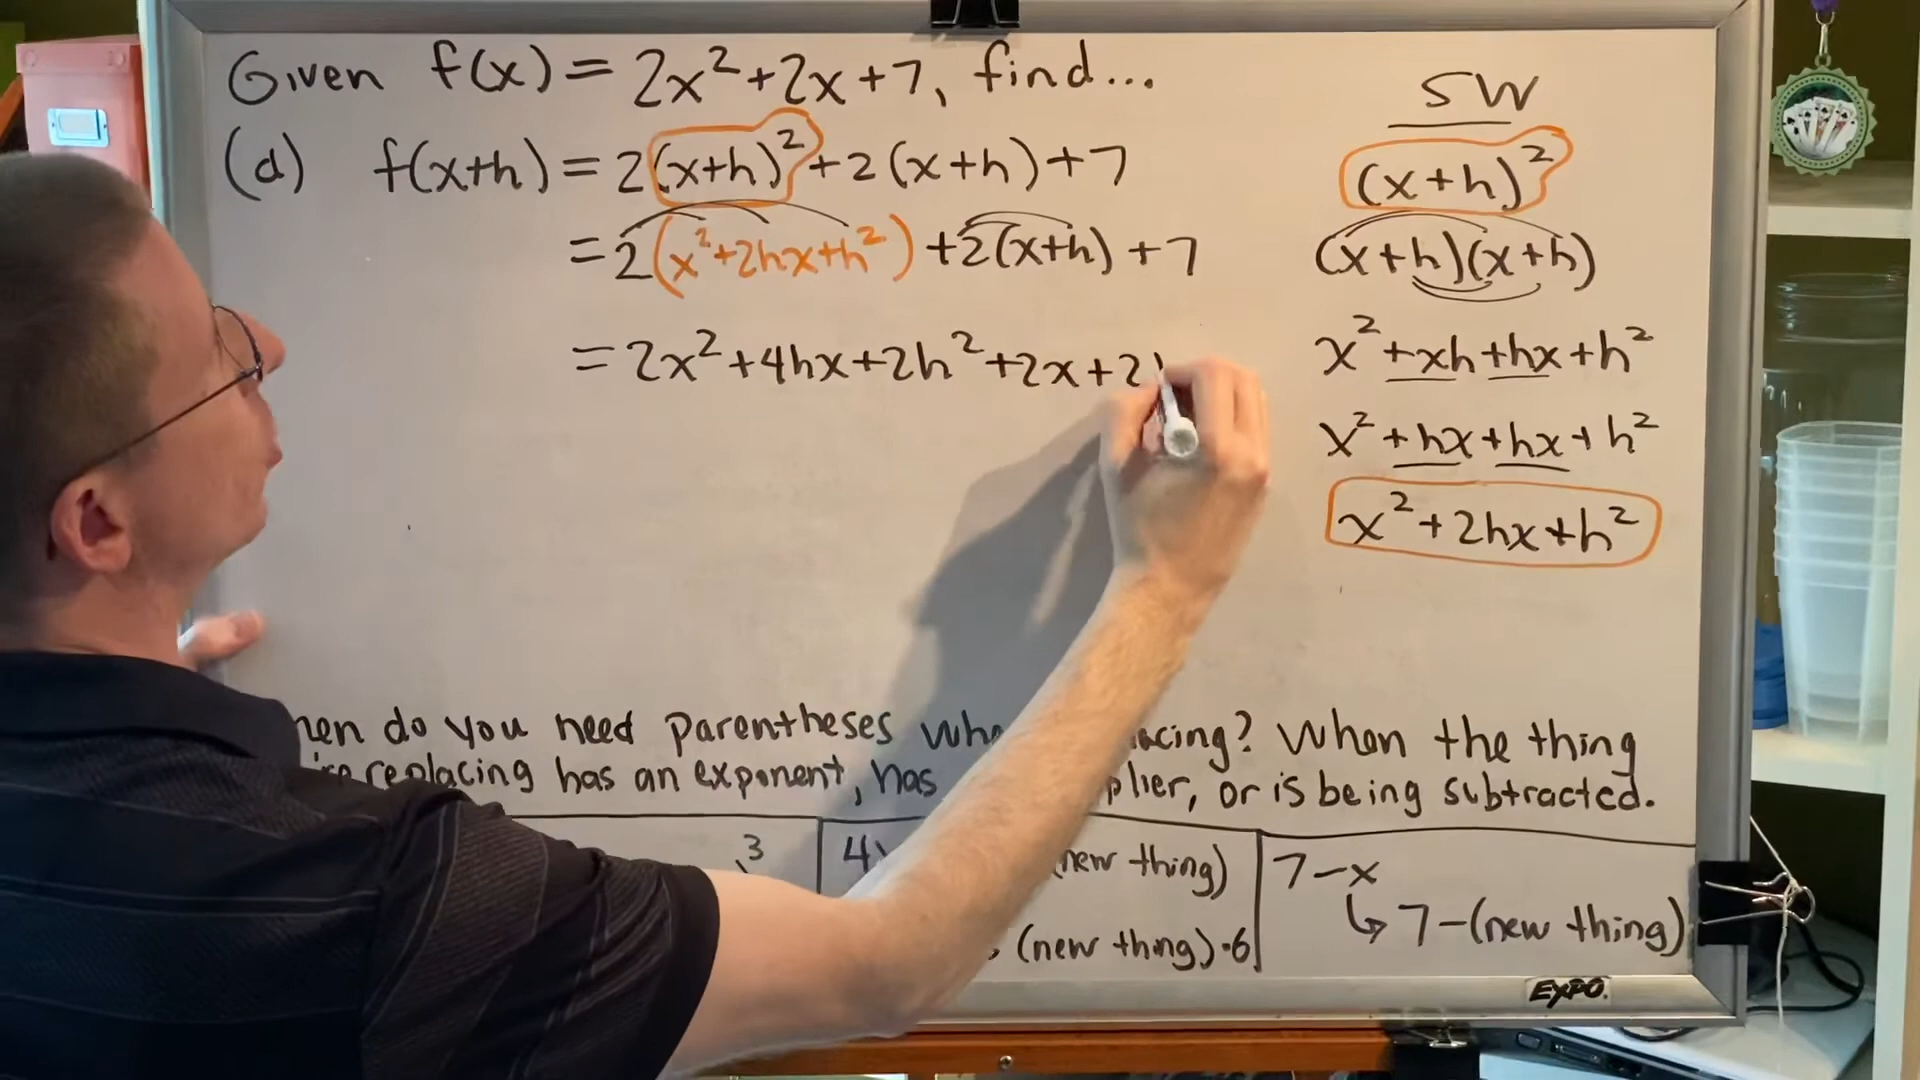 Given f(x) = 2x²+2x+7, find...
(d) f(x+h) = 2(x+h)²+2(x+h)+7
=2(x²+2hx+h²)+2(x+h)+7
=2x²+4hx+2h²+2x+2
SW
(x+h)²
(x+h)(x+h)
x²+xh+hx+h²
x²+hx+hx+h²
x²+2hx+h²
do you need parentheses When the thing
replacing has an exponent, has or is being subtracted.
3
4
new thing)
(new thing)·6
7-x
↳ 7-(new thing)
EXPO.